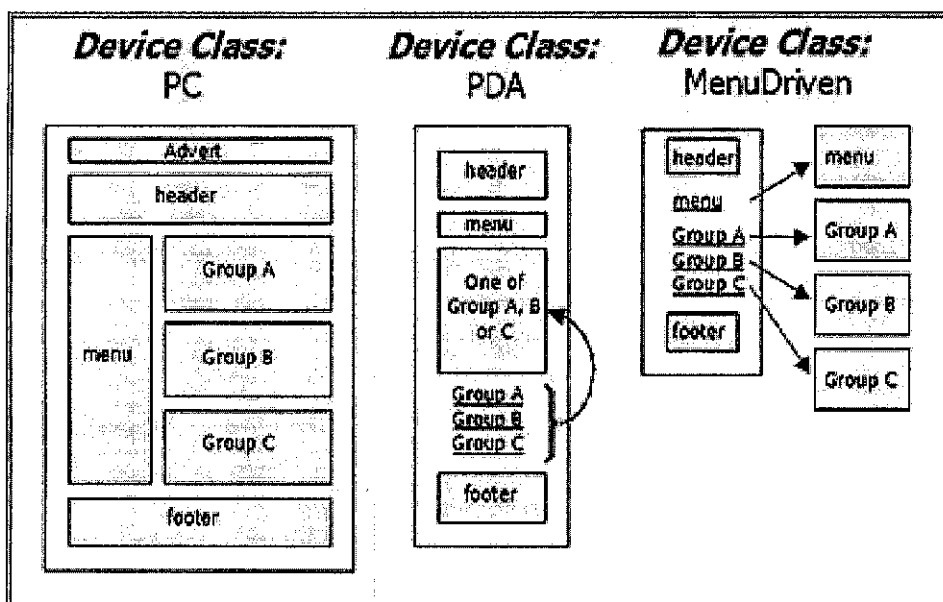 Device Class:
PC
Advert
header
menu
Group A
Group B
Group C
footer
Device Class:
PDA
header
menu
One of
Group A, B
or C
Group A
Group B
Group C
footer
Device Class:
MenuDriven
header
menu
Group A
Group B
Group C
footer
menu
Group A
Group B
Group C